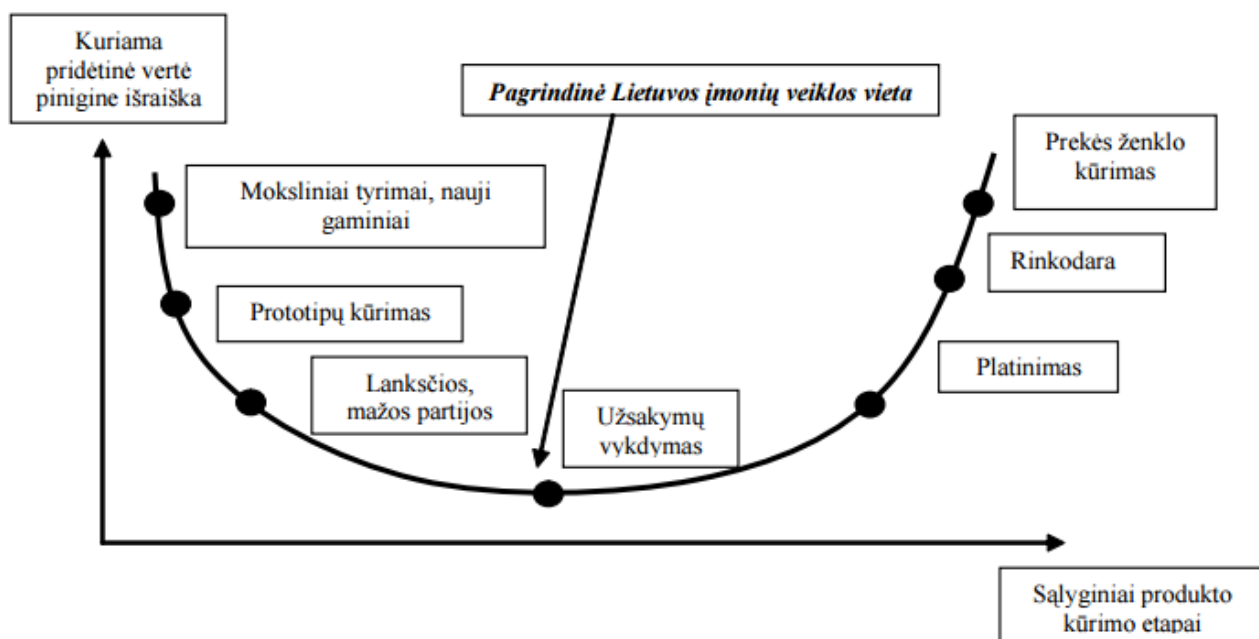 Kuriama
pridėtinė vertė
pinigine išraiška
Pagrindinė Lietuvos įmonių veiklos vieta
Prekės ženklo
kūrimas
Moksliniai tyrimai, nauji
gaminiai
Rinkodara
Prototipų kūrimas
Platinimas
Lanksčios,
mažos partijos
Užsakymų
vykdymas
Sąlyginiai produkto
kūrimo etapai